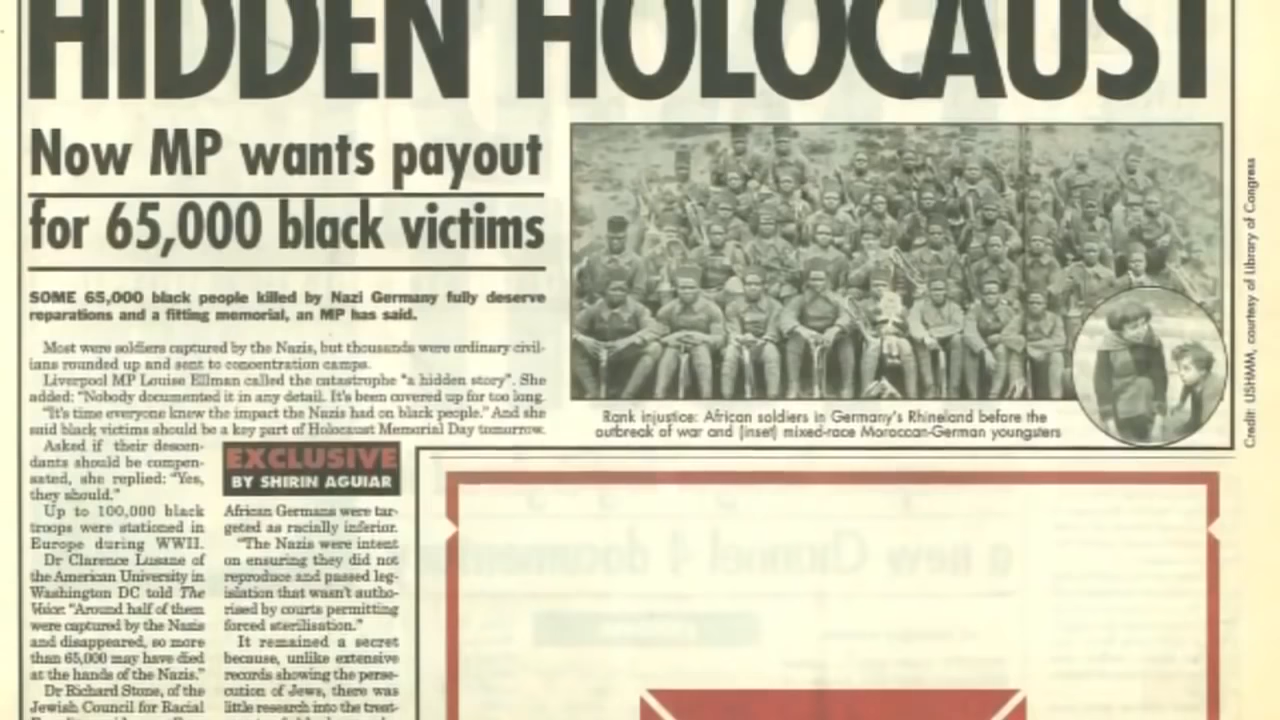 HIDDEN HOLOCAUST
Now MP wants payout
for 65,000 black victims
SOME 65,000 black people killed by Nazi Germany fully deserve
reparations and a fitting memorial, an MP has said.
Most were soldiers captured by the Nazis, but thousands were ordinary civil-
ians rounded up and sent to concentration camps.
Liverpool MP Louise Ellman called the catastrophe "a hidden story". She
added: "Nobody documented it in any detail. It's been covered up for too long.
"It's time everyone knew the impact the Nazis had on black people." And she
said black victims should be a key part of Holocaust Memorial Day tomorrow.
Asked if their descen-
dants should be compen-
sated, she replied: "Yes,
they should."
Up to 100,000 black
troops were stationed in
Europe during WWII.
Dr Clarence Lusane of
the American University in
Washington DC told The
Voice: "Around half of them
were captured by the Nazis
and disappeared, so more
than 65,000 may have died
at the hands of the Nazis."
Dr Richard Stone, of the
Jewish Council for Racial
EXCLUSIVE
BY SHIRIN AGUIAR
African Germans were tar-
geted as racially inferior.
"The Nazis were intent
on ensuring they did not
reproduce and passed leg-
islation that wasn't autho-
rised by courts permitting
forced sterilisation."
It remained a secret
because, unlike extensive
records showing the perse-
cution of Jews, there was
little research into the treat-
Rank injustice: African soldiers in Germany's Rhineland before the
outbreak of war and (inset) mixed-race Moroccan-German youngsters
Credit: USHMM, courtesy of Library of Congress
a new Channel 4 documentary